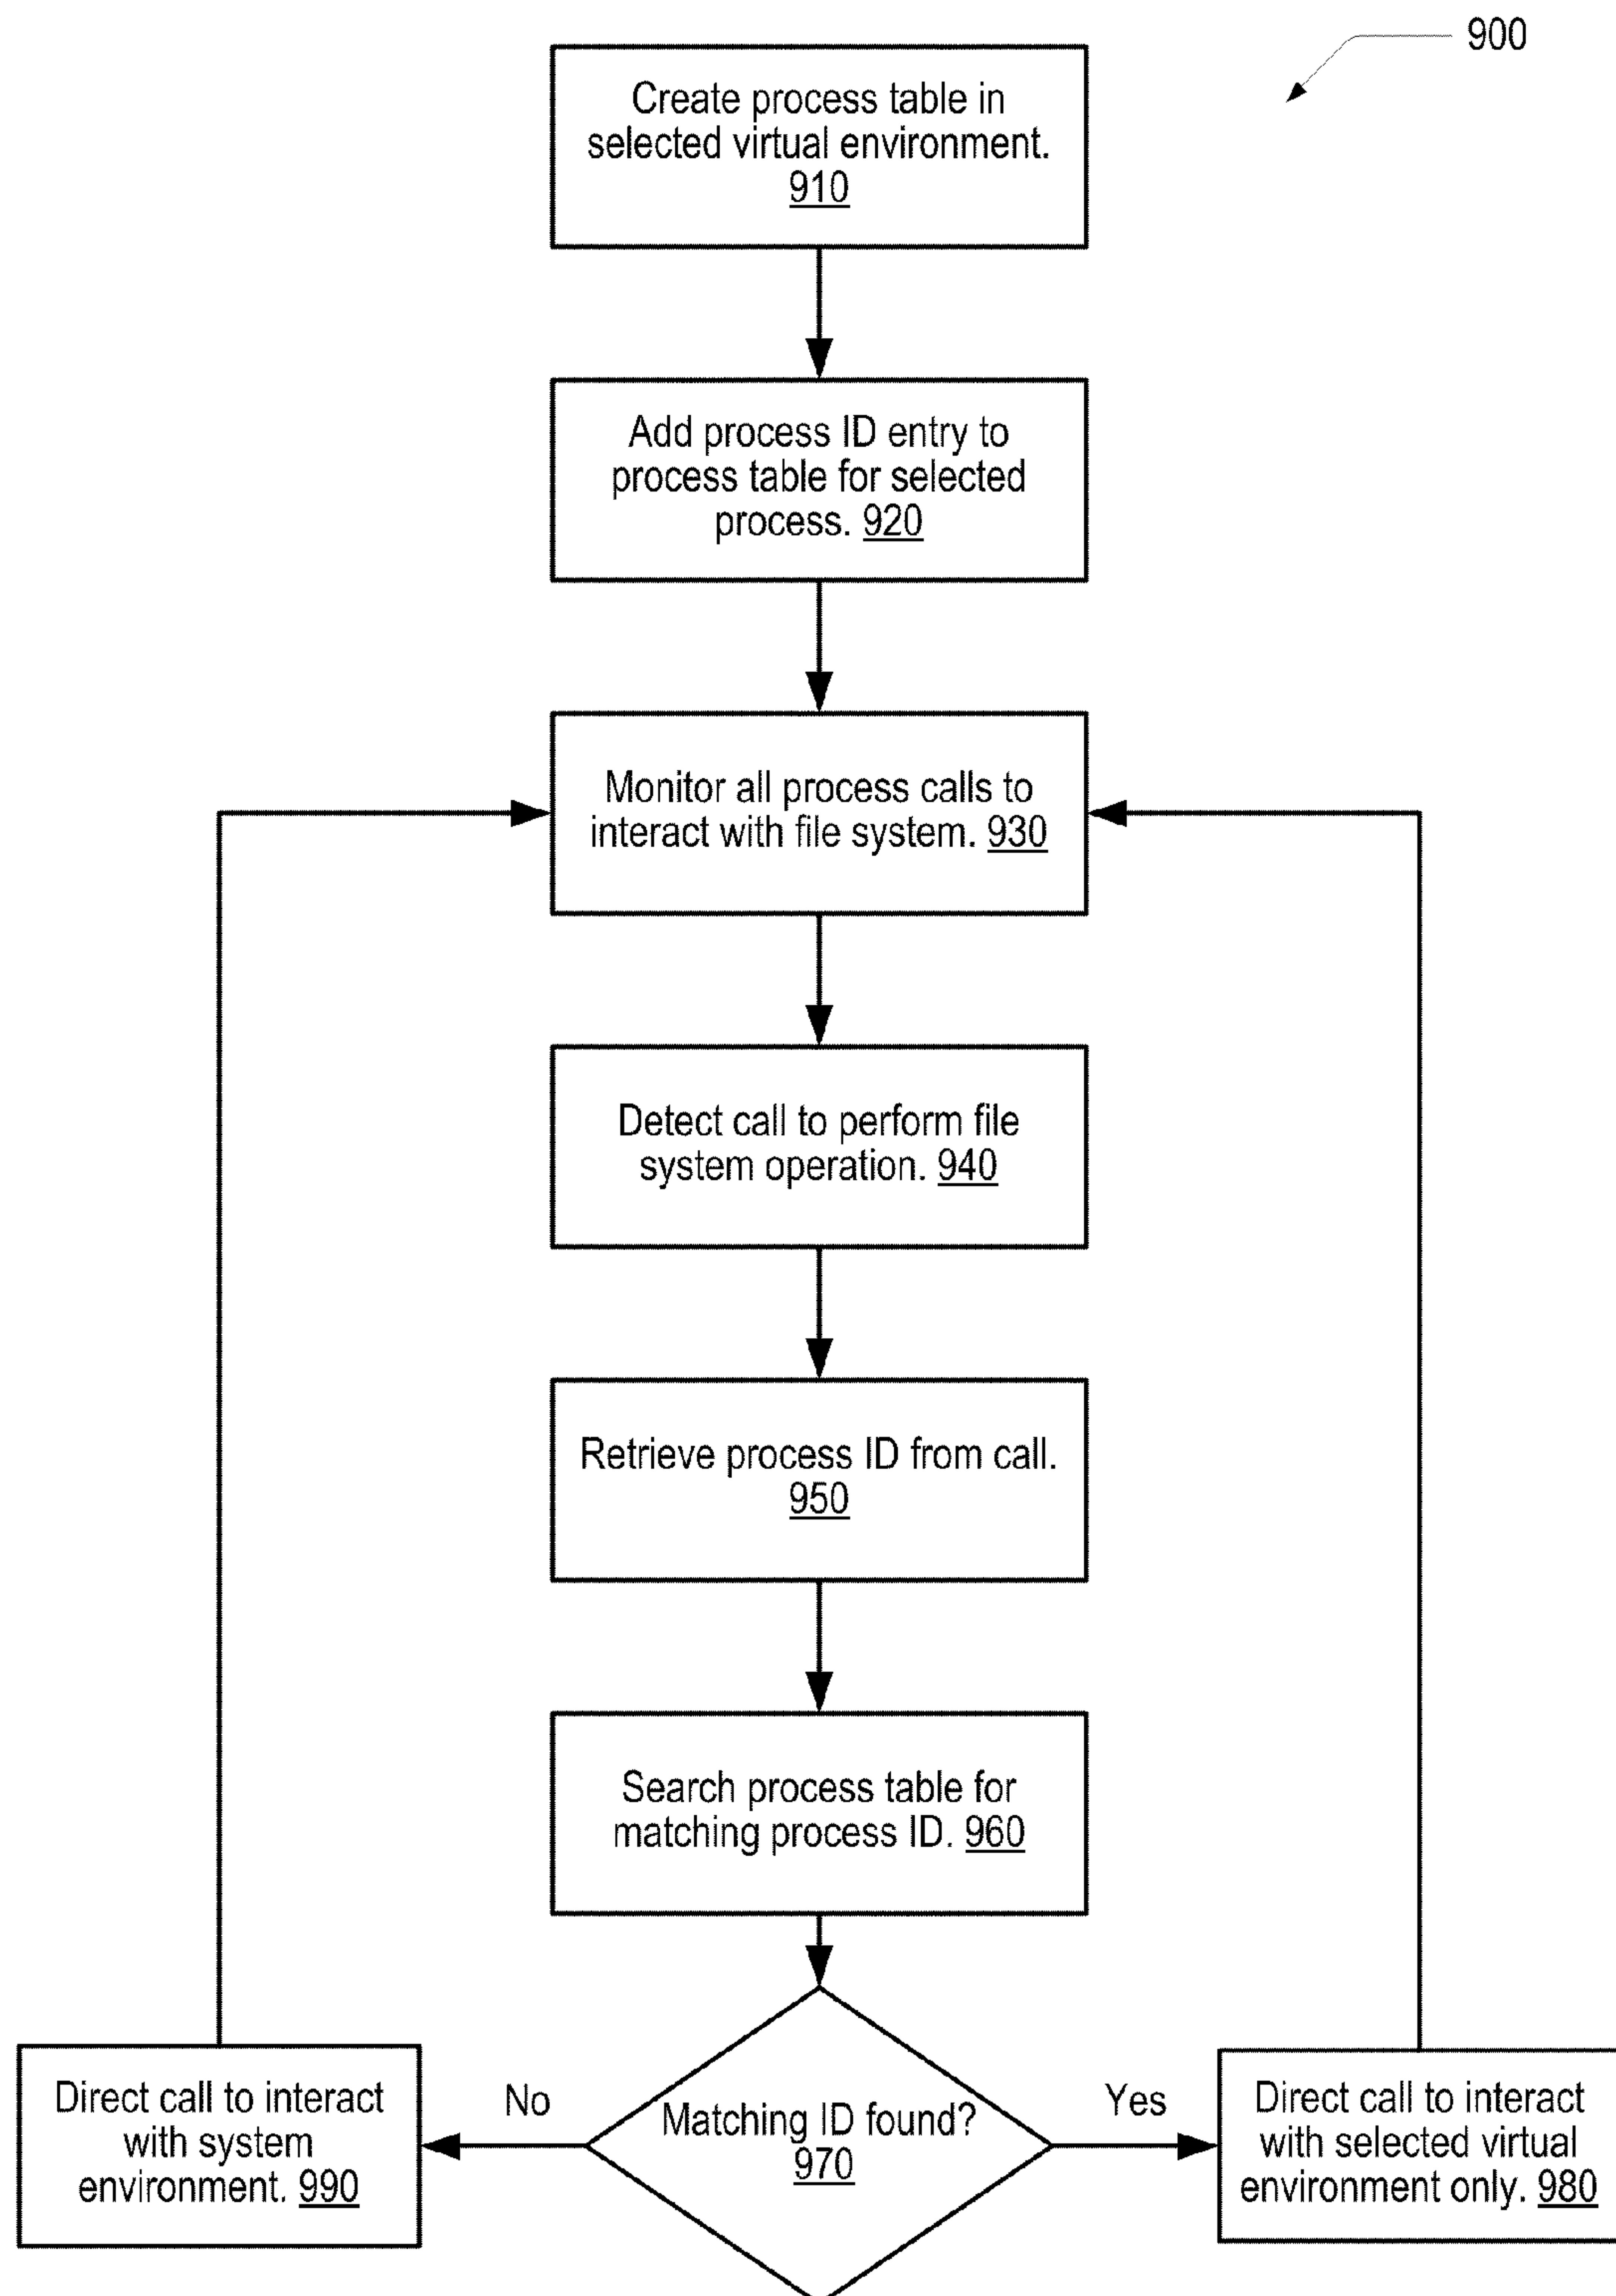 900
Create process table in
selected virtual environment.
910
Add process ID entry to
process table for selected
process. 920
Monitor all process calls to
interact with file system. 930
Detect call to perform file
system operation. 940
Retrieve process ID from call.
950
Search process table for
matching process ID. 960
Matching ID found?
970
No
Yes
Direct call to interact
with system
environment. 990
Direct call to interact
with selected virtual
environment only. 980